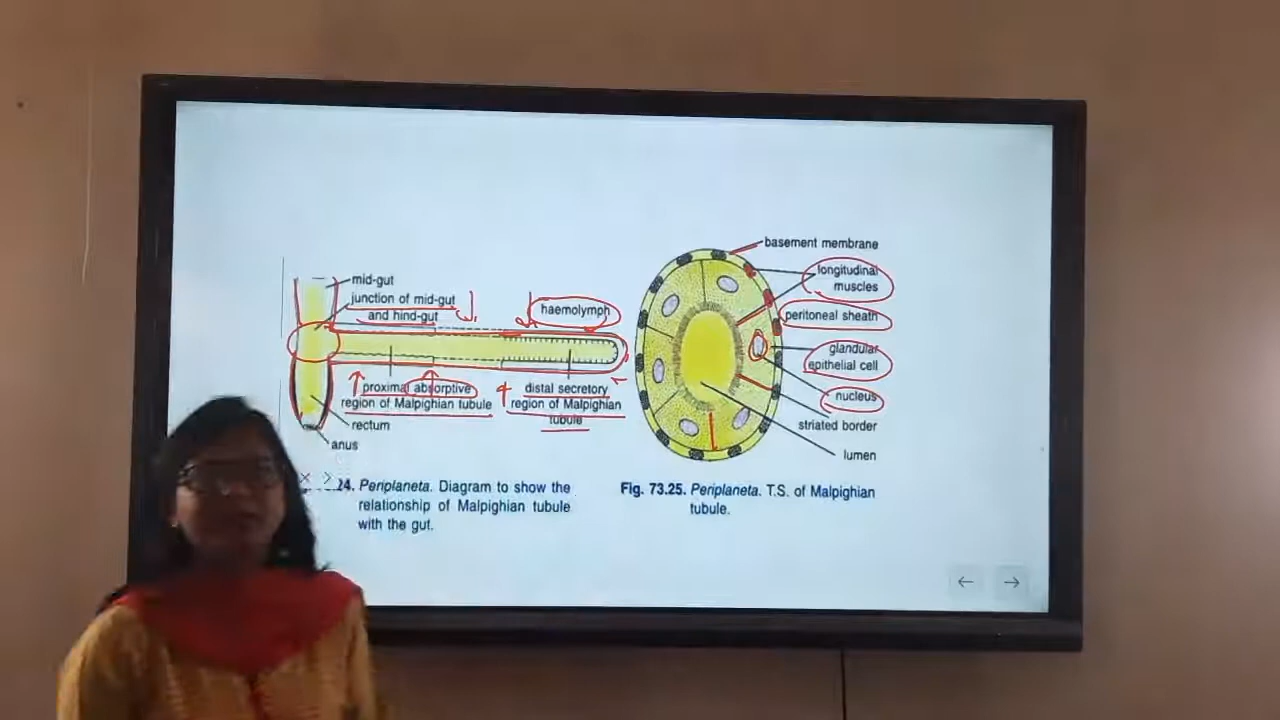 mid-gut
junction of mid-gut
and hind-gut
haemolymph
proximal absorptive
region of Malpighian tubule
distal secretory
region of Malpighian
tubule
rectum
anus
24. Periplaneta. Diagram to show the
relationship of Malpighian tubule
with the gut.
basement membrane
longitudinal
muscles
peritoneal sheath
glandular
epithelial cell
nucleus
striated border
lumen
Fig. 73.25. Periplaneta. T.S. of Malpighian
tubule.